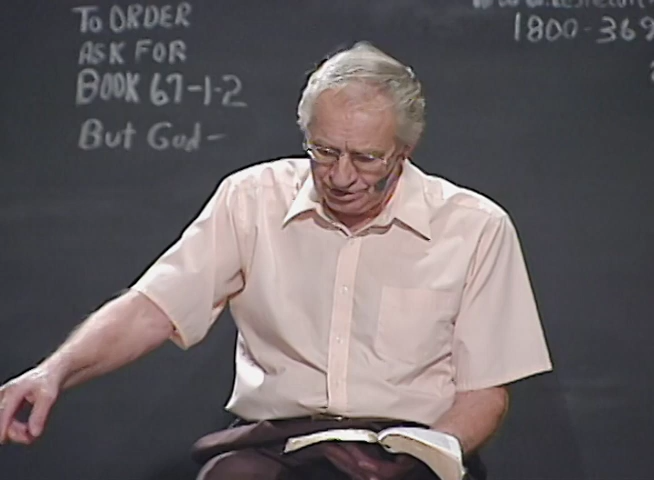 To ORDER
ASK FOR
BOOK 67-1-2
But God-
1800-369